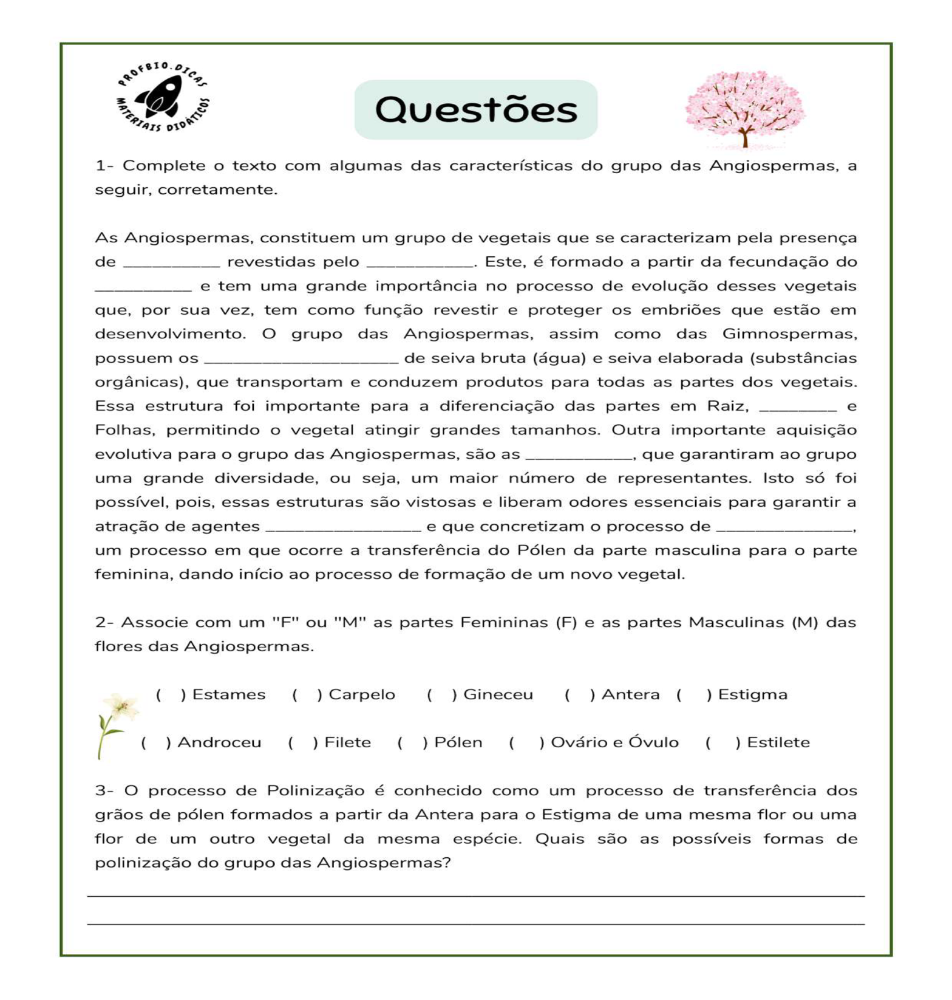 PROFBIO.DICAS
MATERIAIS DIDÁTICOS
Questões
1- Complete o texto com algumas das características do grupo das Angiospermas, a
seguir, corretamente.
As Angiospermas, constituem um grupo de vegetais que se caracterizam pela presença
de __________ revestidas pelo ___________. Este, é formado a partir da fecundação do
__________ e tem uma grande importância no processo de evolução desses vegetais
que, por sua vez, tem como função revestir e proteger os embriões que estão em
desenvolvimento. O grupo das Angiospermas, assim como das Gimnospermas,
possuem os ____________________ de seiva bruta (água) e seiva elaborada (substâncias
orgânicas), que transportam e conduzem produtos para todas as partes dos vegetais.
Essa estrutura foi importante para a diferenciação das partes em Raiz, ________ e
Folhas, permitindo o vegetal atingir grandes tamanhos. Outra importante aquisição
evolutiva para o grupo das Angiospermas, são as ___________, que garantiram ao grupo
uma grande diversidade, ou seja, um maior número de representantes. Isto só foi
possível, pois, essas estruturas são vistosas e liberam odores essenciais para garantir a
atração de agentes ________________ e que concretizam o processo de ______________,
um processo em que ocorre a transferência do Pólen da parte masculina para o parte
feminina, dando início ao processo de formação de um novo vegetal.
2- Associe com um "F" ou "M" as partes Femininas (F) e as partes Masculinas (M) das
flores das Angiospermas.
( ) Estames ( ) Carpelo ( ) Gineceu ( ) Antera ( ) Estigma
( ) Androceu ( ) Filete ( ) Pólen ( ) Ovário e Óvulo ( ) Estilete
3- O processo de Polinização é conhecido como um processo de transferência dos
grãos de pólen formados a partir da Antera para o Estigma de uma mesma flor ou uma
flor de um outro vegetal da mesma espécie. Quais são as possíveis formas de
polinização do grupo das Angiospermas?